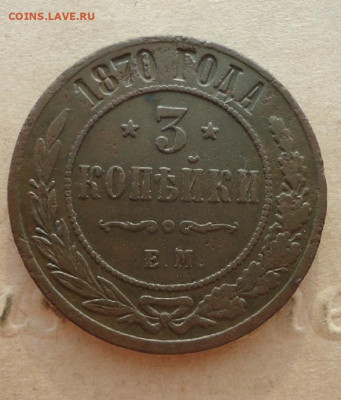 COINS.LAVE.RU
1870 ГОДА
3
КОПѢЙКИ
Е.М.